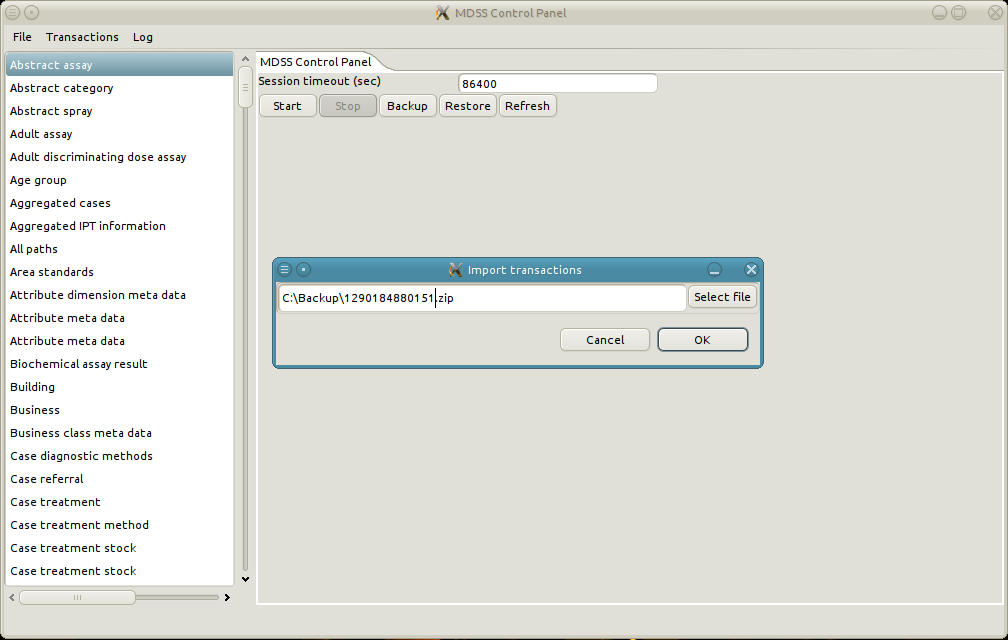 MDSS Control Panel
File Transactions Log
Abstract assay
Abstract category
Abstract spray
Adult assay
Adult discriminating dose assay
Age group
Aggregated cases
Aggregated IPT information
All paths
Area standards
Attribute dimension meta data
Attribute meta data
Attribute meta data
Biochemical assay result
Building
Business
Business class meta data
Case diagnostic methods
Case referral
Case treatment
Case treatment method
Case treatment stock
Case treatment stock
MDSS Control Panel
Session timeout (sec) 86400
Start Stop Backup Restore Refresh
Import transactions
C:\Backup\1290184880151.zip Select file
Cancel OK